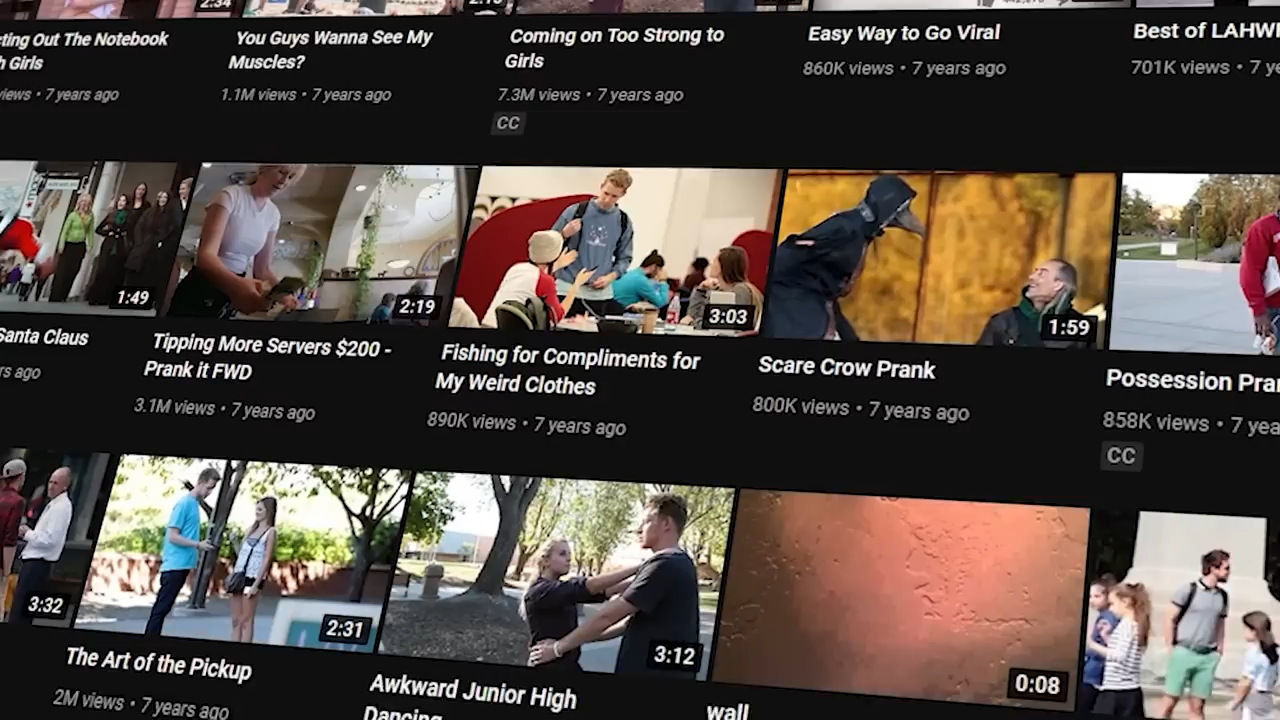 2:34
ting Out The Notebook
Girls
views • 7 years ago
You Guys Wanna See My
Muscles?
1.1M views • 7 years ago
Coming on Too Strong to
Girls
7.3M views • 7 years ago
CC
Easy Way to Go Viral
860K views • 7 years ago
Best of LAHWF
701K views • 7 ye
1:49
Santa Claus
rs ago
2:19
Tipping More Servers $200 -
Prank it FWD
3.1M views • 7 years ago
3:03
Fishing for Compliments for
My Weird Clothes
890K views • 7 years ago
1:59
Scare Crow Prank
800K views • 7 years ago
Possession Pran
858K views • 7 yea
CC
3:32
2:31
The Art of the Pickup
2M views • 7 years ago
3:12
Awkward Junior High
Dancing
0:08
wall